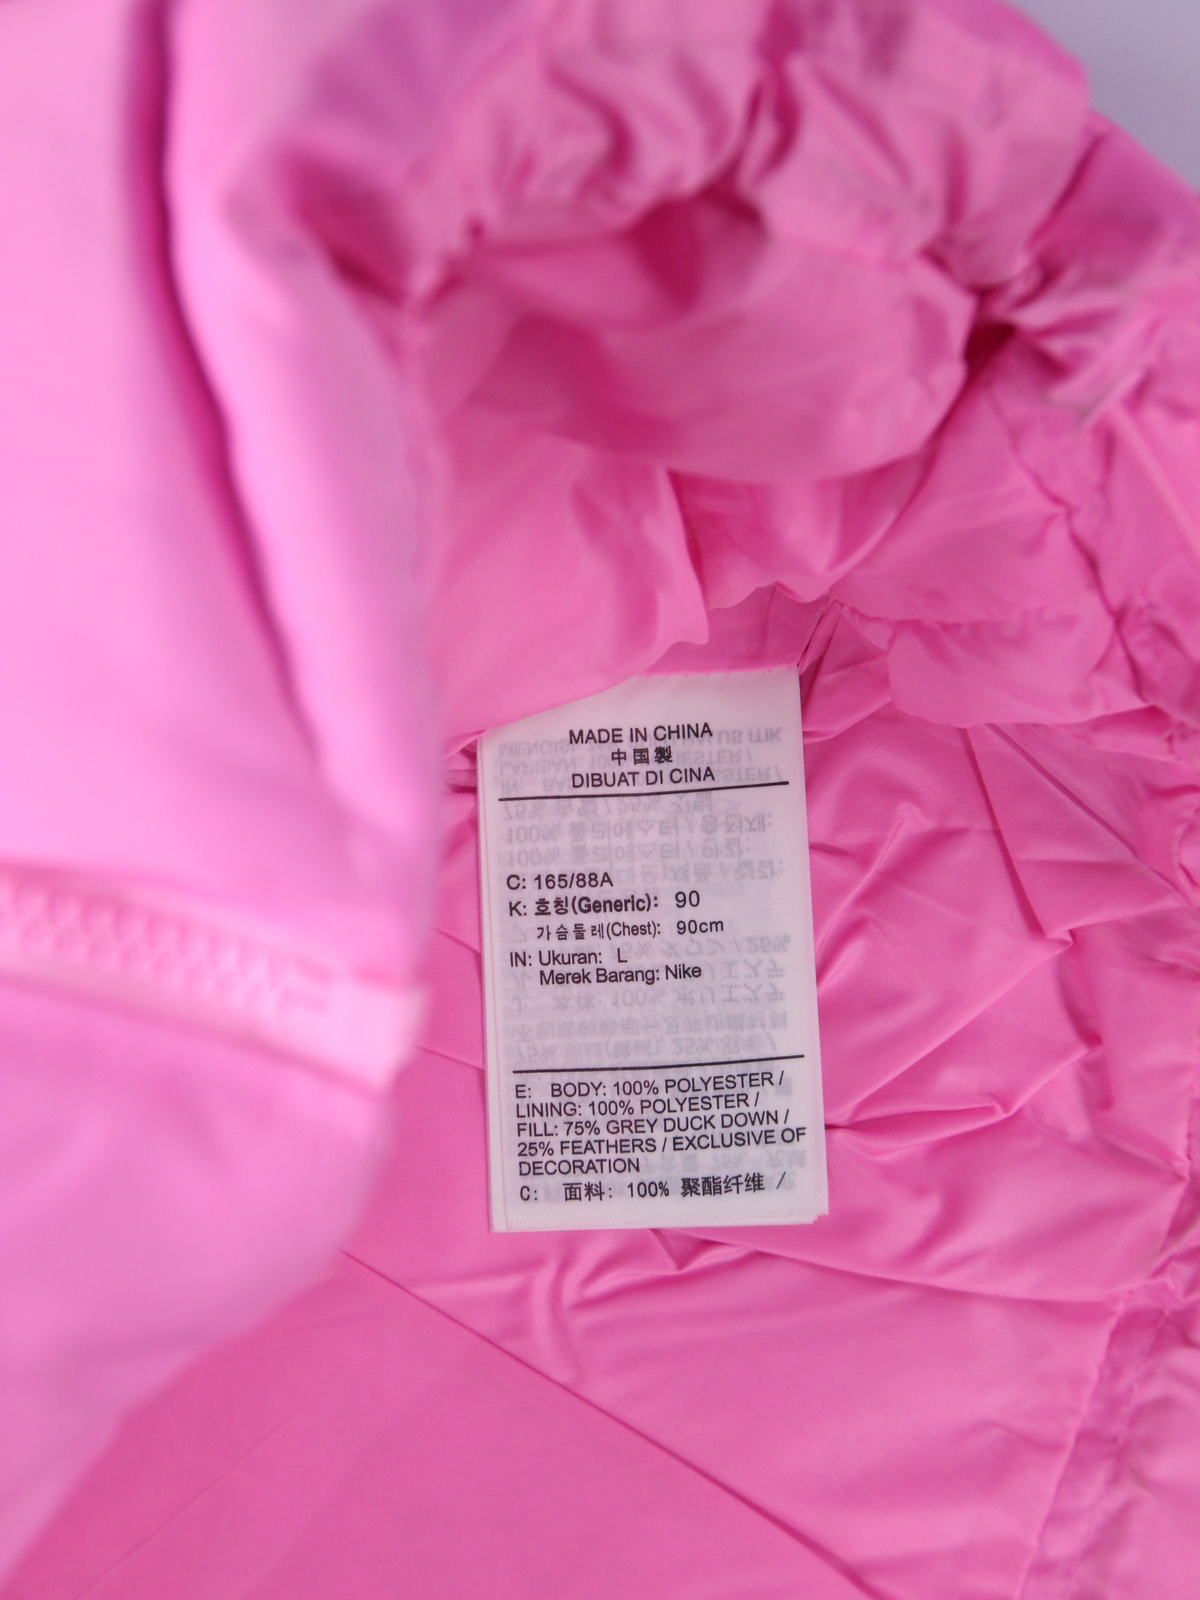 MADE IN CHINA
中国製
DIBUAT DI CINA
C: 165/88A
K: 호칭(Generic): 90
가슴둘레(Chest): 90cm
IN: Ukuran: L
Merek Barang: Nike
E: BODY: 100% POLYESTER /
LINING: 100% POLYESTER /
FILL: 75% GREY DUCK DOWN /
25% FEATHERS / EXCLUSIVE OF
DECORATION
C: 面料: 100% 聚酯纤维 /